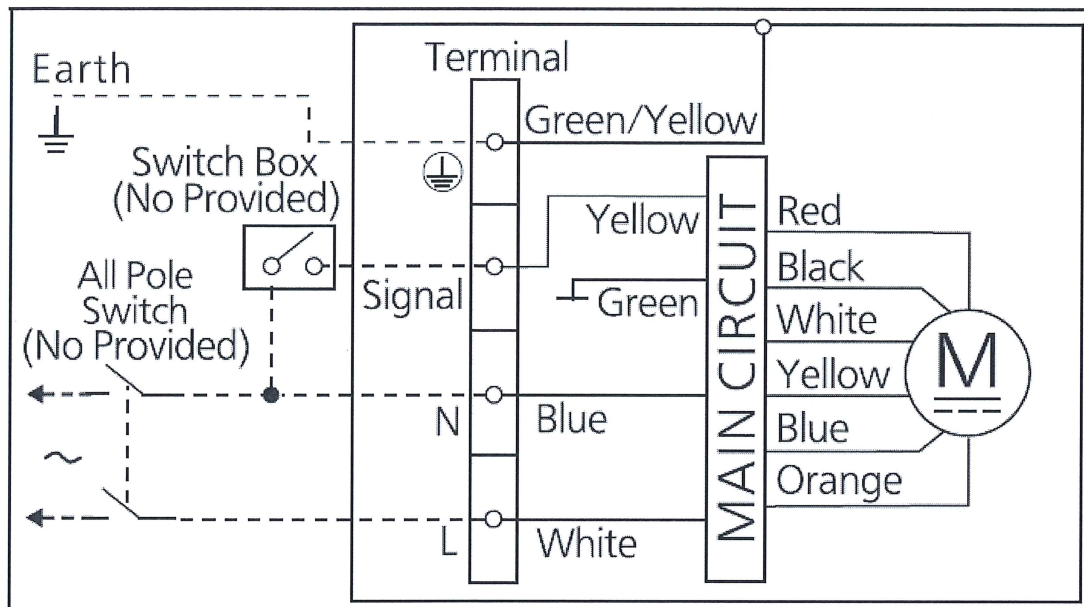 Earth
Terminal
Green/Yellow
Switch Box
(No Provided)
Yellow
Red
All Pole
Switch
(No Provided)
Signal
Green
Black
White
MAIN CIRCUIT
M
Yellow
N
Blue
Blue
Orange
L
White